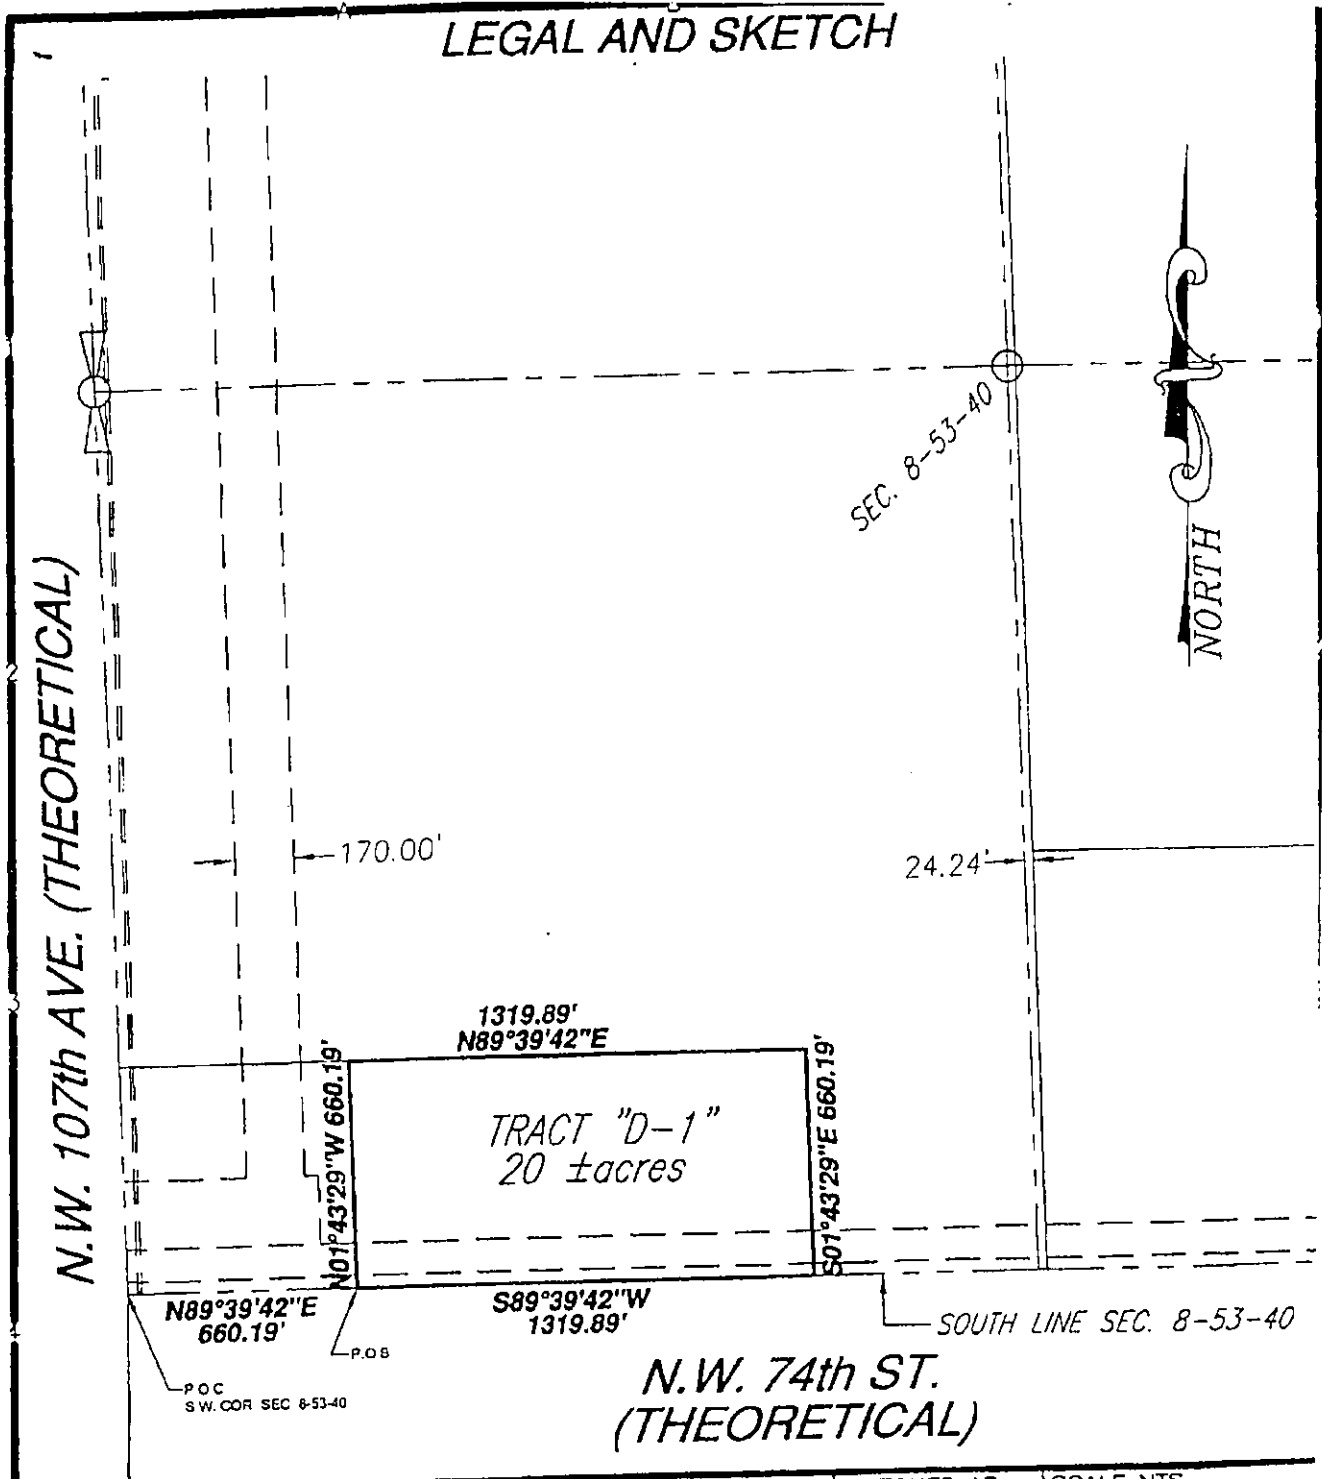 LEGAL AND SKETCH
SEC. 8-53-40
NORTH
N.W. 107th AVE. (THEORETICAL)
170.00'
24.24'
1319.89'
N89°39'42"E
N01°43'29"W 660.19'
TRACT "D-1"
20 ±acres
S01°43'29"E 660.19'
N89°39'42"E
660.19'
S89°39'42"W
1319.89'
SOUTH LINE SEC. 8-53-40
P.O.B
P O C
S W. COR SEC 8-53-40
N.W. 74th ST.
(THEORETICAL)
SCALE NTS